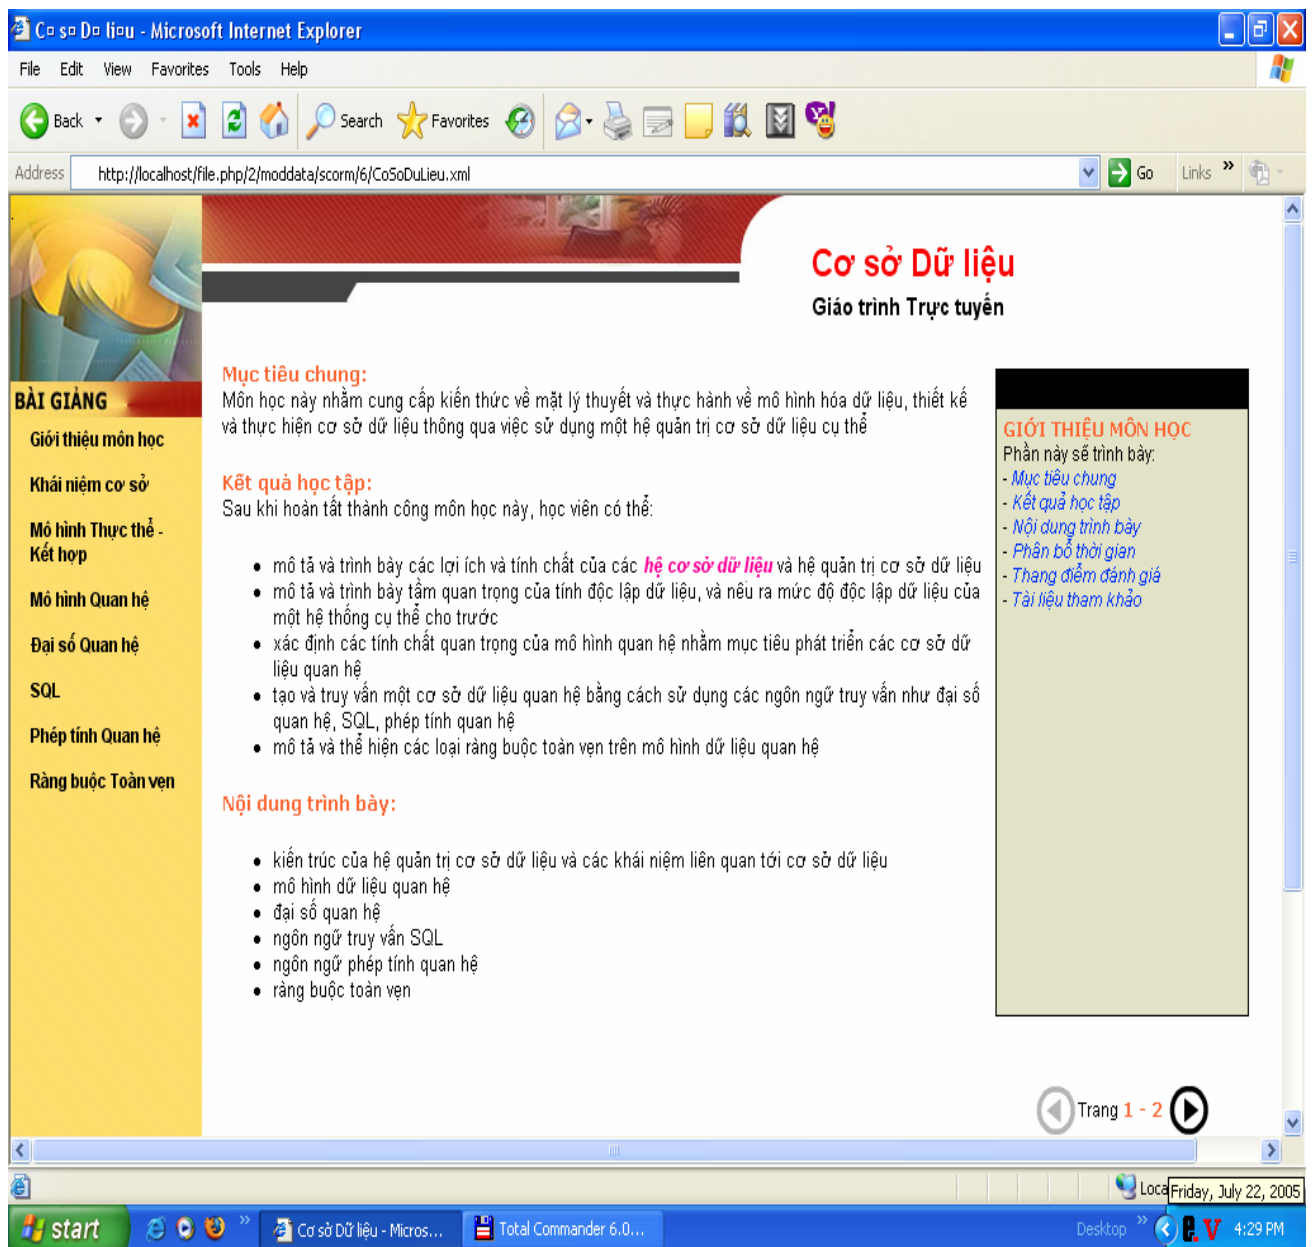 C¤ s¤ D¤ li¤u - Microsoft Internet Explorer
File Edit View Favorites Tools Help
Back Search Favorites
Address http://localhost/file.php/2/moddata/scorm/6/CoSoDuLieu.xml Go Links »
Cơ sở Dữ liệu
Giáo trình Trực tuyến
BÀI GIẢNG
Giới thiệu môn học
Khái niệm cơ sở
Mô hình Thực thể -
Kết hợp
Mô hình Quan hệ
Đại số Quan hệ
SQL
Phép tính Quan hệ
Ràng buộc Toàn vẹn
Mục tiêu chung:
Môn học này nhằm cung cấp kiến thức về mặt lý thuyết và thực hành về mô hình hóa dữ liệu, thiết kế
và thực hiện cơ sở dữ liệu thông qua việc sử dụng một hệ quản trị cơ sở dữ liệu cụ thể
Kết quả học tập:
Sau khi hoàn tất thành công môn học này, học viên có thể:
• mô tả và trình bày các lợi ích và tính chất của các hệ cơ sở dữ liệu và hệ quản trị cơ sở dữ liệu
• mô tả và trình bày tầm quan trọng của tính độc lập dữ liệu, và nêu ra mức độ độc lập dữ liệu của
một hệ thống cụ thể cho trước
• xác định các tính chất quan trọng của mô hình quan hệ nhằm mục tiêu phát triển các cơ sở dữ
liệu quan hệ
• tạo và truy vấn một cơ sở dữ liệu quan hệ bằng cách sử dụng các ngôn ngữ truy vấn như đại số
quan hệ, SQL, phép tính quan hệ
• mô tả và thể hiện các loại ràng buộc toàn vẹn trên mô hình dữ liệu quan hệ
Nội dung trình bày:
• kiến trúc của hệ quản trị cơ sở dữ liệu và các khái niệm liên quan tới cơ sở dữ liệu
• mô hình dữ liệu quan hệ
• đại số quan hệ
• ngôn ngữ truy vấn SQL
• ngôn ngữ phép tính quan hệ
• ràng buộc toàn vẹn
GIỚI THIỆU MÔN HỌC
Phần này sẽ trình bày:
- Mục tiêu chung
- Kết quả học tập
- Nội dung trình bày
- Phân bổ thời gian
- Thang điểm đánh giá
- Tài liệu tham khảo
Trang 1 - 2
Loca
Friday, July 22, 2005
start » Cơ sở Dữ liệu - Micros... Total Commander 6.0... Desktop » 4:29 PM